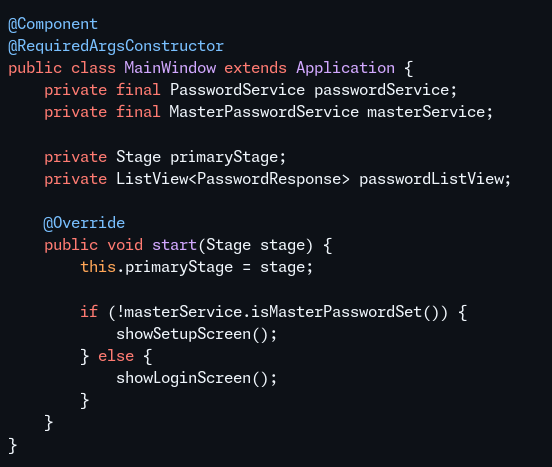 @Component
@RequiredArgsConstructor
public class MainWindow extends Application {
    private final PasswordService passwordService;
    private final MasterPasswordService masterService;

    private Stage primaryStage;
    private ListView<PasswordResponse> passwordListView;

    @Override
    public void start(Stage stage) {
        this.primaryStage = stage;

        if (!masterService.isMasterPasswordSet()) {
            showSetupScreen();
        } else {
            showLoginScreen();
        }
    }
}